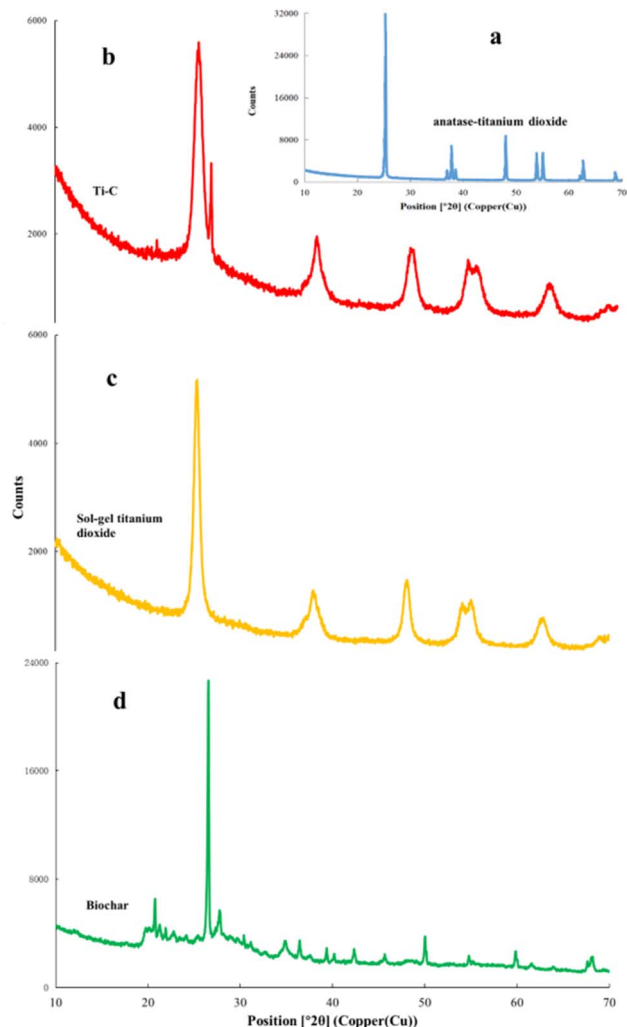 6000
b
Ti-C
4000
2000
32000
a
24000
anatase-titanium dioxide
16000
Counts
8000
0
10 20 30 40 50 60 70
Position [°2θ] (Copper(Cu))
6000
c
4000
Counts
Sol-gel titanium
dioxide
2000
24000
d
16000
8000
Biochar
0
10 20 30 40 50 60 70
Position [°2θ] (Copper(Cu))